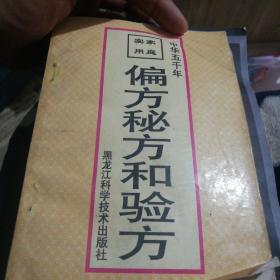 中华五千年
家庭
实用
偏方秘方和验方
黑龙江科学技术出版社